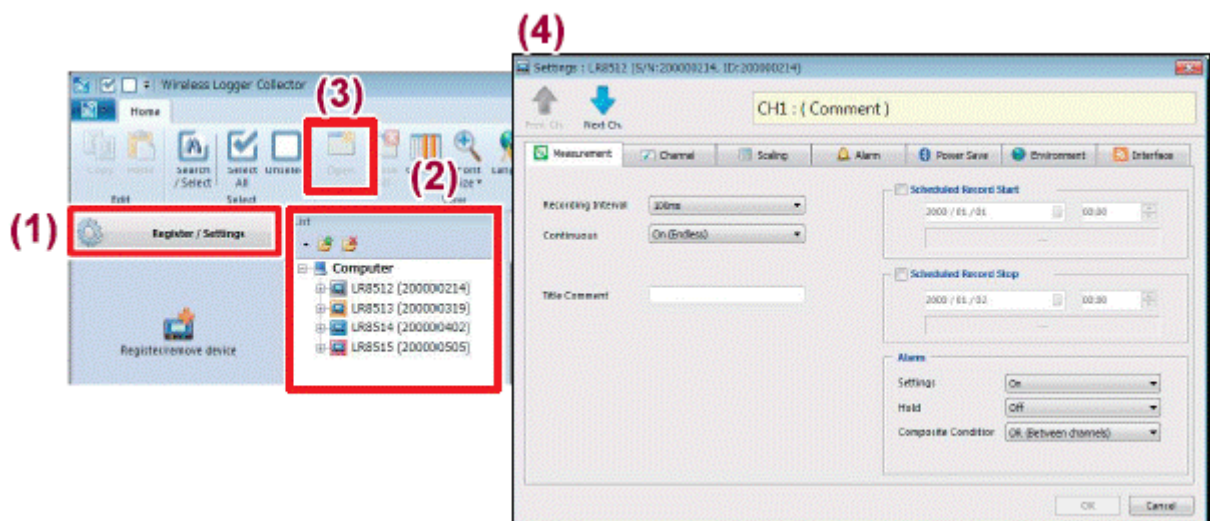 (4)
Settings : LR8512 (S/N:200000214, ID:200000214)
Wireless Logger Collector
(3)
Home
Prev. Ch.
Next Ch.
CH1 : ( Comment )
Copy
Search
/ Select
Select
All
Unselect
Open
(2)
Edit
Select
Measurement
Channel
Scaling
Alarm
Power Save
Environment
Interface
(1)
Register / Settings
Computer
LR8512 (200000214)
LR8513 (200000319)
LR8514 (200000402)
LR8515 (200000505)
Register/remove device
Recording Interval
100ms
Continuous
On (Endless)
Title Comment
Scheduled Record Start
2000 / 01 / 01
00:00
---
Scheduled Record Stop
2000 / 01 / 02
00:00
---
Alarm
Settings
On
Hold
Off
Composite Condition
OR (Between channels)
OK
Cancel